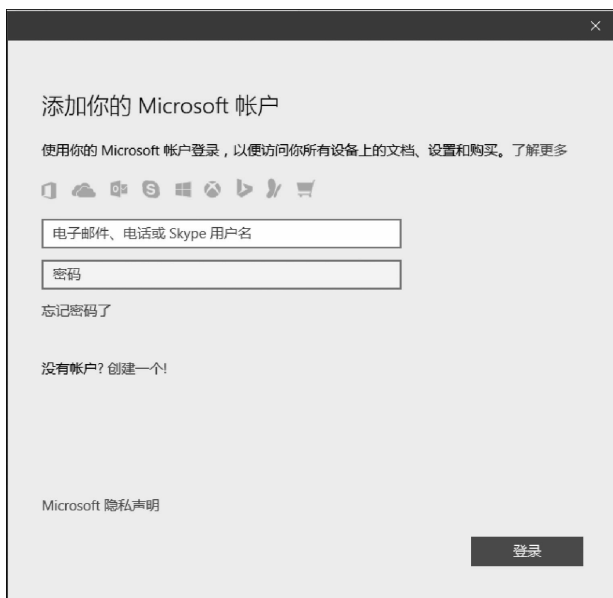 添加你的 Microsoft 帐户
使用你的 Microsoft 帐户登录，以便访问你所有设备上的文档、设置和购买。了解更多
电子邮件、电话或 Skype 用户名
密码
忘记密码了
没有帐户? 创建一个!
Microsoft 隐私声明
登录